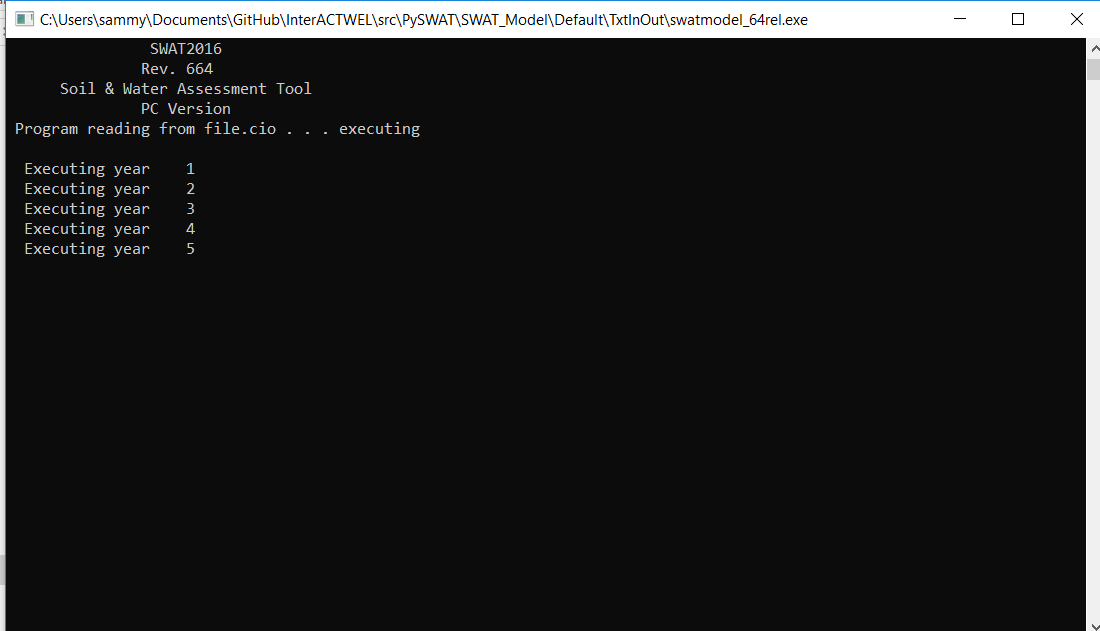 C:\Users\sammy\Documents\GitHub\InterACTWEL\src\PySWAT\SWAT_Model\Default\TxtInOut\swatmodel_64rel.exe
SWAT2016
Rev. 664
Soil & Water Assessment Tool
PC Version
Program reading from file.cio . . . executing
Executing year 1
Executing year 2
Executing year 3
Executing year 4
Executing year 5